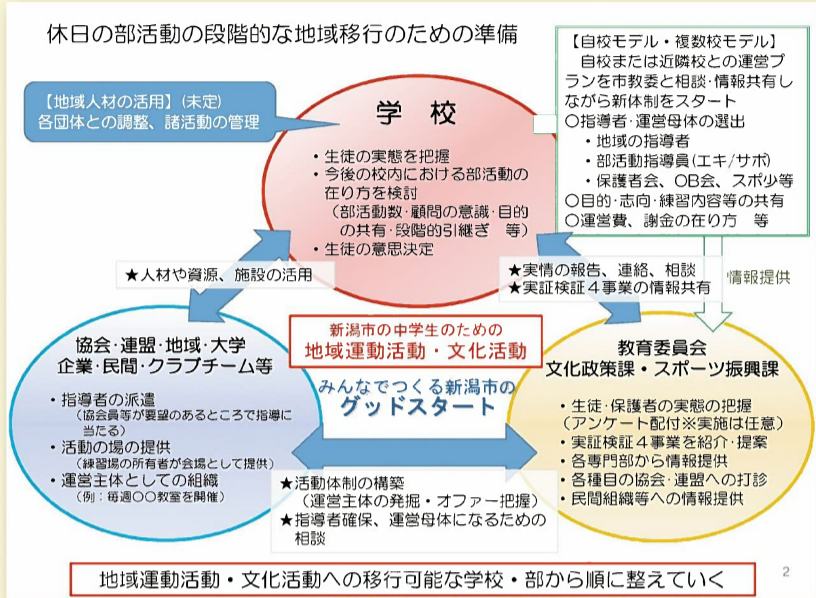 休日の部活動の段階的な地域移行のための準備
【地域人材の活用】(未定)
各団体との調整、諸活動の管理
学 校
・生徒の実態を把握
・今後の校内における部活動の
在り方を検討
(部活動数・顧問の意識・目的
の共有・段階的引継ぎ 等)
・生徒の意思決定
【自校モデル・複数校モデル】
自校または近隣校との運営プ
ランを市教委と相談・情報共有し
ながら新体制をスタート
○指導者・運営母体の選出
・地域の指導者
・部活動指導員(エキ/サポ)
・保護者会、OB会、スポ少等
○目的・志向・練習内容等の共有
○運営費、謝金の在り方 等
★人材や資源、施設の活用
★実情の報告、連絡、相談
★実証検証4事業の情報共有
情報提供
新潟市の中学生のための
地域運動活動・文化活動
みんなでつくる新潟市の
グッドスタート
協会・連盟・地域・大学
企業・民間・クラブチーム等
・指導者の派遣
(協会員等が要望のあるところで指導に
当たる)
・活動の場の提供
(練習場の所有者が会場として提供)
・運営主体としての組織
(例:毎週○○教室を開催)
教育委員会
文化政策課・スポーツ振興課
・生徒・保護者の実態の把握
(アンケート配付※実施は任意)
・実証検証4事業を紹介・提案
・各専門部から情報提供
・各種目の協会・連盟への打診
・民間組織等への情報提供
★活動体制の構築
(運営主体の発掘・オファー把握)
★指導者確保、運営母体になるための
相談
地域運動活動・文化活動への移行可能な学校・部から順に整えていく
2